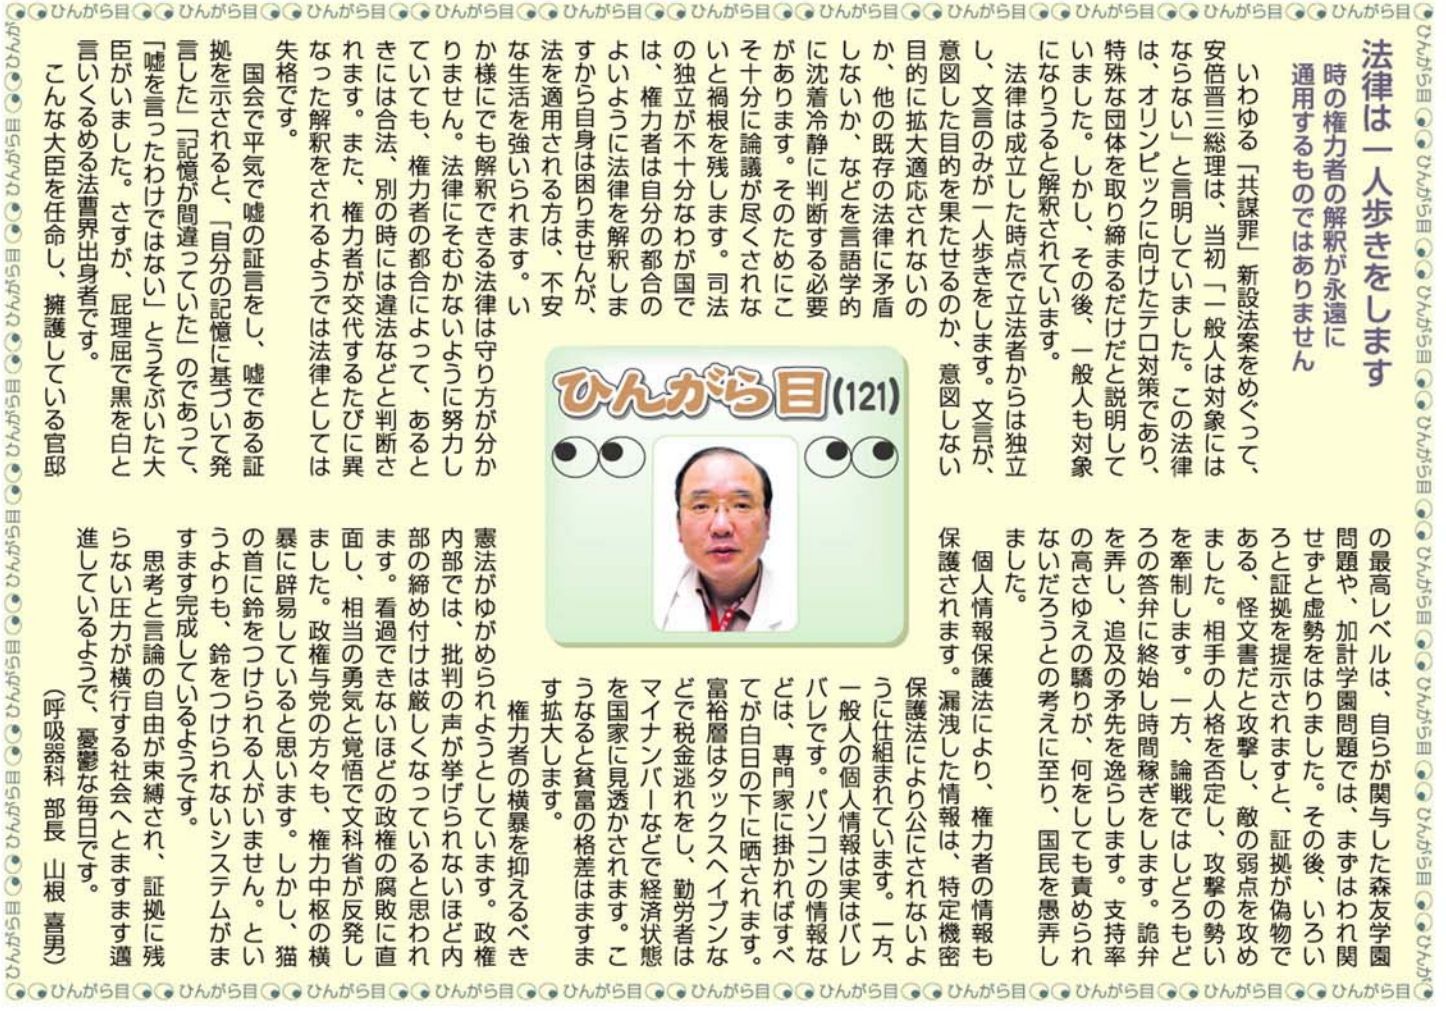 法律は一人歩きをします
時の権力者の解釈が永遠に
通用するものではありません
いわゆる「共謀罪」新設法案をめぐって、
安倍晋三総理は、当初「一般人は対象には
ならない」と言明していました。この法律
は、オリンピックに向けたテロ対策であり、
特殊な団体を取り締まるだけだと説明して
いました。しかし、その後、一般人も対象
になりうると解釈されています。
法律は成立した時点で立法者からは独立
し、文言のみが一人歩きをします。文言が、
意図した目的を果たせるのか、意図しない
目的に拡大適応されないの
か、他の既存の法律に矛盾
しないか、などを言語学的
に沈着冷静に判断する必要
があります。そのためにこ
そ十分に論議が尽くされな
いと禍根を残します。司法
の独立が不十分なわが国で
は、権力者は自分の都合の
よいように法律を解釈しま
すから自身は困りませんが、
法を適用される方は、不安
な生活を強いられます。い
か様にでも解釈できる法律は守り方が分か
りません。法律にそむかないように努力し
ていても、権力者の都合によって、あると
きには合法、別の時には違法などと判断さ
れます。また、権力者が交代するたびに異
なった解釈をされるようでは法律としては
失格です。
国会で平気で嘘の証言をし、嘘である証
拠を示されると、「自分の記憶に基づいて発
言した」「記憶が間違っていた」のであって、
「嘘を言ったわけではない」とうそぶいた大
臣がいました。さすが、屁理屈で黒を白と
言いくるめる法曹界出身者です。
こんな大臣を任命し、擁護している官邸
ひんがら目(121)
の最高レベルは、自らが関与した森友学園
問題や、加計学園問題では、まずはわれ関
せずと虚勢をはりました。その後、いろい
ろと証拠を提示されますと、証拠が偽物で
ある、怪文書だと攻撃し、敵の弱点を攻め
ました。相手の人格を否定し、攻撃の勢い
を牽制します。一方、論戦ではしどろもど
ろの答弁に終始し時間稼ぎをします。詭弁
を弄し、追及の矛先を逸らします。支持率
の高さゆえの驕りが、何をしても責められ
ないだろうとの考えに至り、国民を愚弄し
ました。
個人情報保護法により、権力者の情報も
保護されます。漏洩した情報は、特定機密
保護法により公にされないよ
うに仕組まれています。一方、
一般人の個人情報は実はバレ
バレです。パソコンの情報な
どは、専門家に掛かればすべ
てが白日の下に晒されます。
富裕層はタックスヘイブンな
どで税金逃れをし、勤労者は
マイナンバーなどで経済状態
を国家に見透かされます。こ
うなると貧富の格差はますま
す拡大します。
権力者の横暴を抑えるべき
憲法がゆがめられようとしています。政権
内部では、批判の声が挙げられないほど内
部の締め付けは厳しくなっていると思われ
ます。看過できないほどの政権の腐敗に直
面し、相当の勇気と覚悟で文科省が反発し
ました。政権与党の方々も、権力中枢の横
暴に辟易していると思います。しかし、猫
の首に鈴をつけられる人がいません。とい
うよりも、鈴をつけられないシステムがま
すます完成しているようです。
思考と言論の自由が束縛され、証拠に残
らない圧力が横行する社会へとますます邁
進しているようで、憂鬱な毎日です。
（呼吸器科　部長　山根　喜男）
ひんがら目 ひんがら目 ひんがら目 ひんがら目 ひんがら目 ひんがら目 ひんがら目 ひんがら目 ひんがら目 ひんがら目 ひんがら目